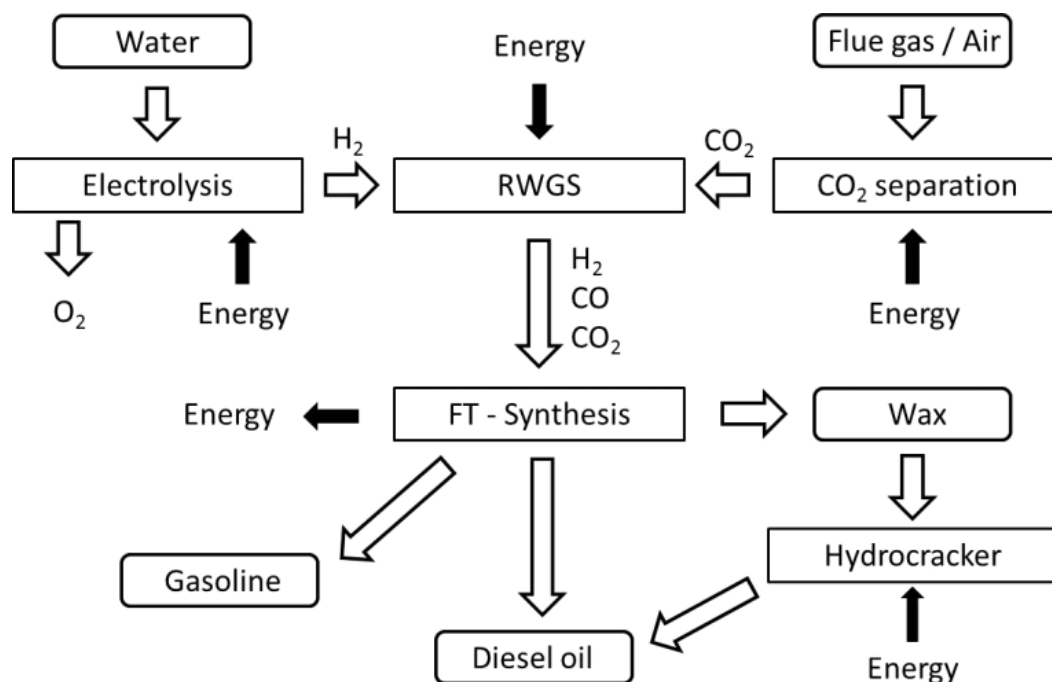 Water
Energy
Flue gas / Air
H₂
CO₂
Electrolysis
RWGS
CO₂ separation
O₂
Energy
H₂
CO
CO₂
Energy
Energy
FT - Synthesis
Wax
Gasoline
Hydrocracker
Diesel oil
Energy